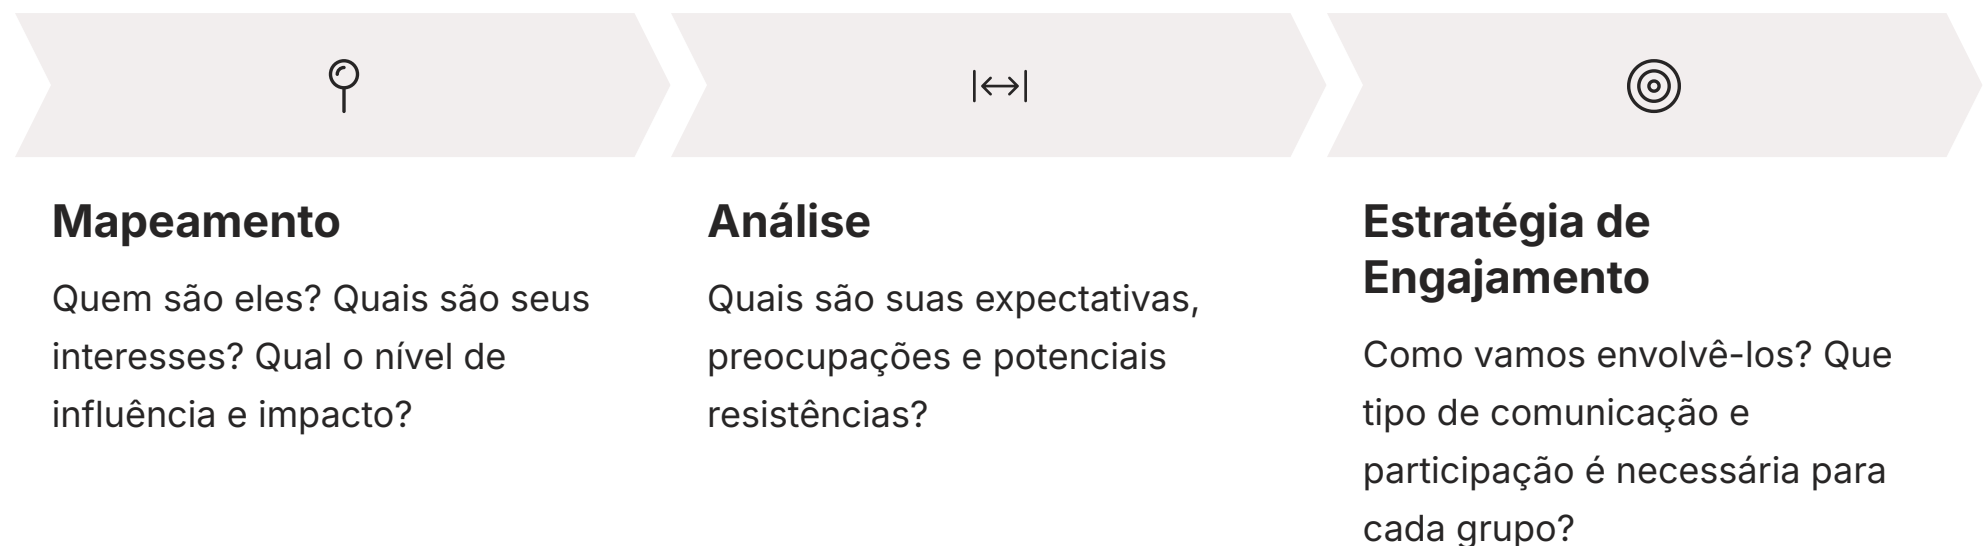 Mapeamento
Quem são eles? Quais são seus
interesses? Qual o nível de
influência e impacto?
Análise
Quais são suas expectativas,
preocupações e potenciais
resistências?
Estratégia de
Engajamento
Como vamos envolvê-los? Que
tipo de comunicação e
participação é necessária para
cada grupo?